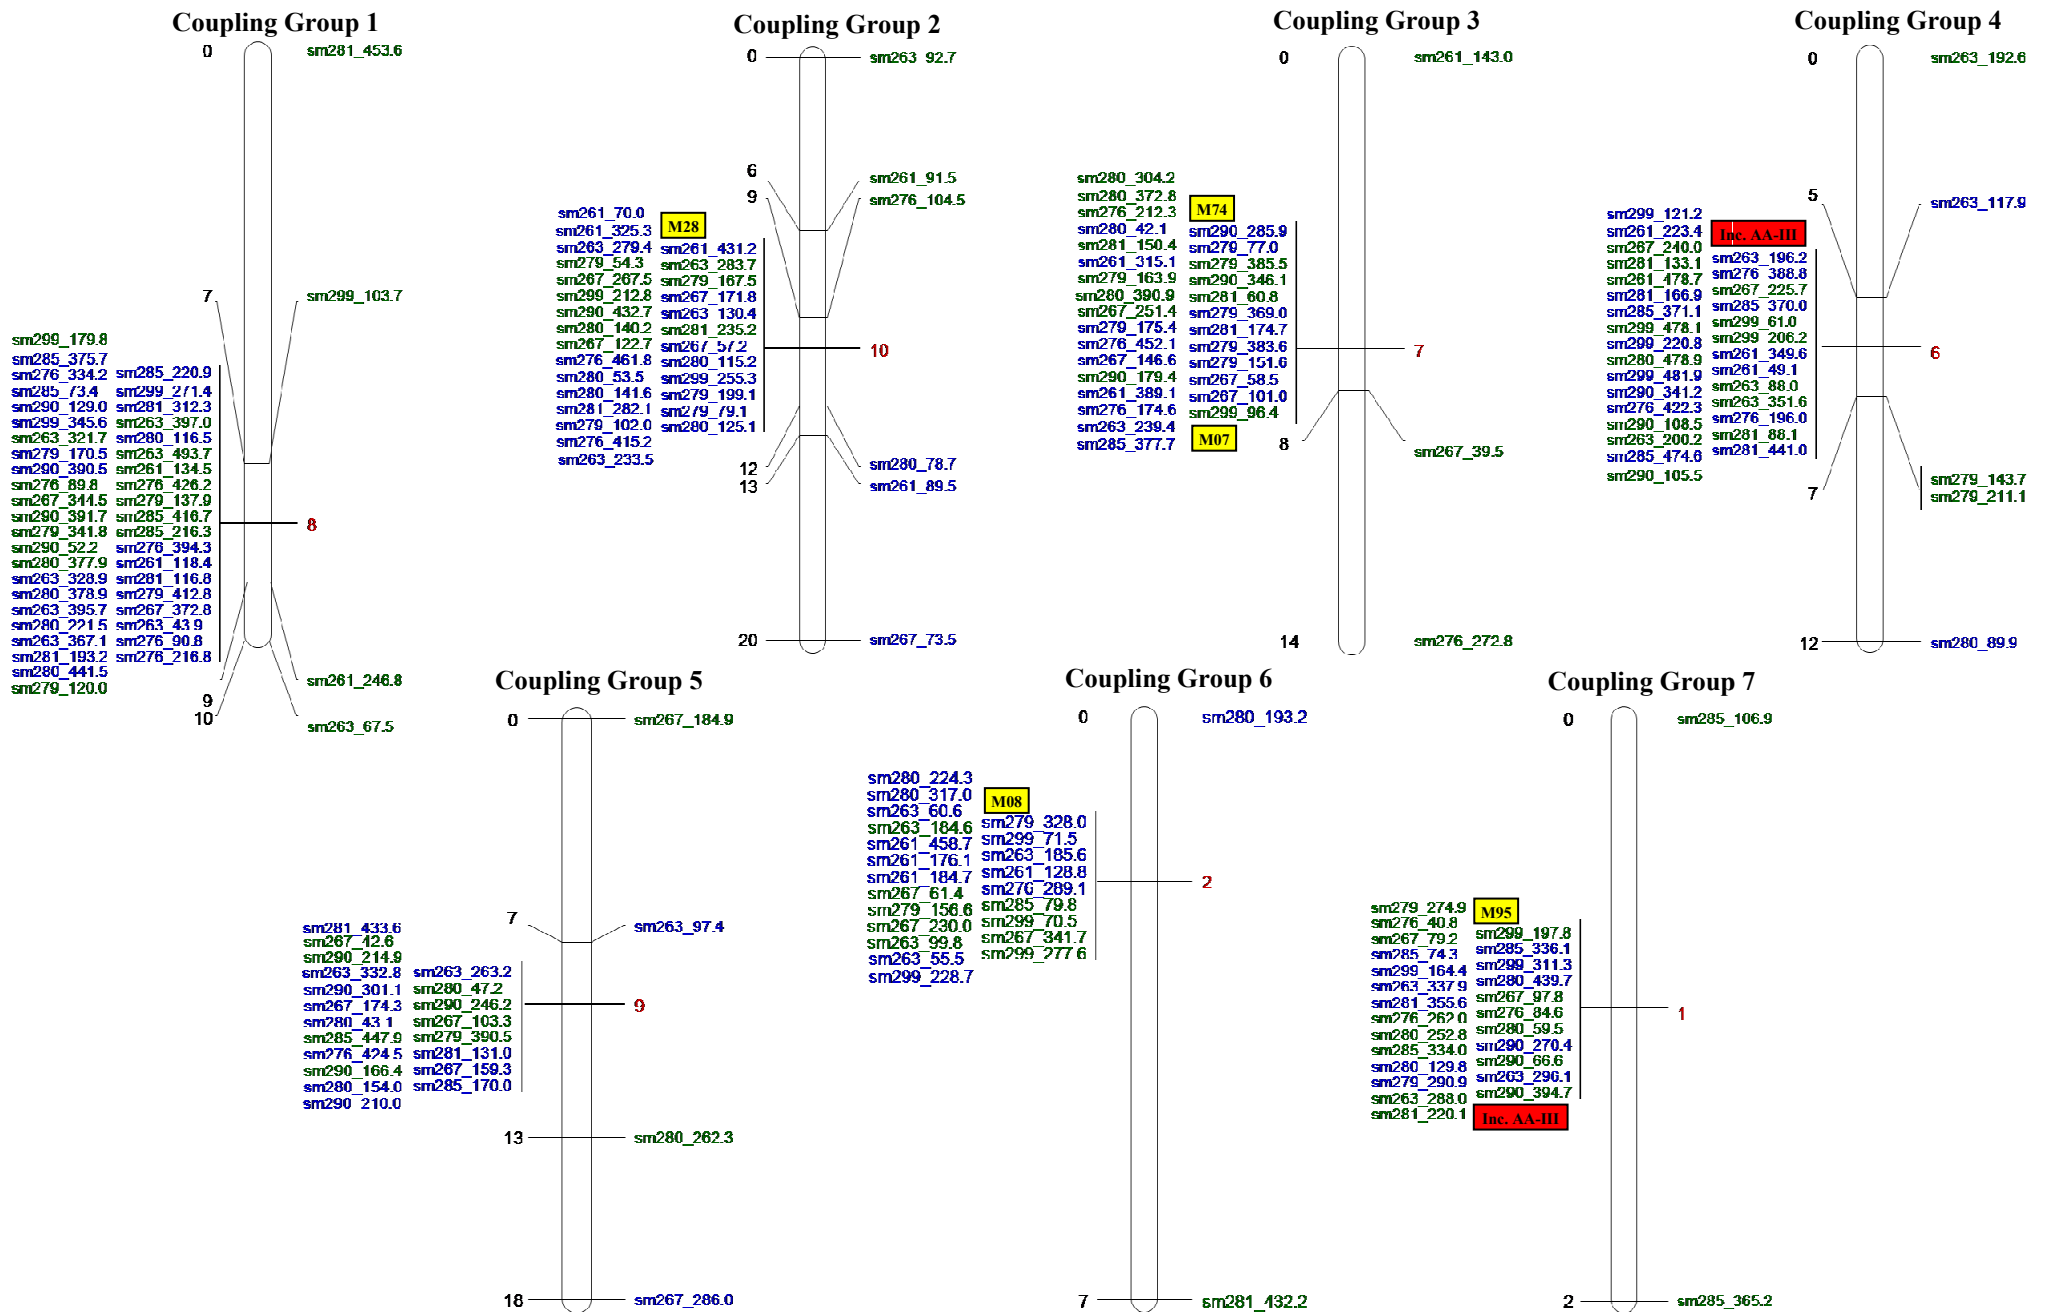 Coupling Group 1
0
sm281_453.6
7
sm299_103.7
sm299_179.8
sm285_375.7
sm276_334.2
sm285_73.4
sm290_129.0
sm299_345.6
sm263_321.7
sm279_170.5
sm290_390.5
sm276_89.8
sm267_344.5
sm290_391.7
sm279_341.8
sm290_52.2
sm280_377.9
sm263_328.9
sm280_378.9
sm263_395.7
sm280_221.5
sm263_367.1
sm281_193.2
sm280_441.5
sm279_120.0
sm285_220.9
sm299_271.4
sm281_312.3
sm263_397.0
sm280_116.5
sm263_493.7
sm261_134.5
sm276_426.2
sm279_137.9
sm285_416.7
sm285_216.3
sm276_394.3
sm261_118.4
sm281_116.8
sm279_412.8
sm267_372.8
sm263_43.9
sm276_90.8
sm276_216.8
8
9
10
sm261_246.8
sm263_67.5
Coupling Group 2
0
sm263_92.7
6
9
sm261_91.5
sm276_104.5
sm261_70.0
sm261_325.3
sm263_279.4
sm279_54.3
sm267_267.5
sm299_212.8
sm290_432.7
sm280_140.2
sm267_122.7
sm276_461.8
sm280_53.5
sm280_141.6
sm281_282.1
sm279_102.0
sm276_415.2
sm263_233.5
M28
sm261_431.2
sm263_283.7
sm279_167.5
sm267_171.8
sm263_130.4
sm281_235.2
sm267_57.2
sm280_115.2
sm299_255.3
sm279_199.1
sm279_79.1
sm280_125.1
10
12
13
sm280_78.7
sm261_89.5
20
sm267_73.5
Coupling Group 3
0
sm261_143.0
sm280_304.2
sm280_372.8
sm276_212.3
sm280_42.1
sm281_150.4
sm261_315.1
sm279_163.9
sm280_390.9
sm267_251.4
sm279_175.4
sm276_452.1
sm267_146.6
sm290_179.4
sm261_389.1
sm276_174.6
sm263_239.4
sm285_377.7
M74
sm290_285.9
sm279_77.0
sm279_385.5
sm290_346.1
sm281_60.8
sm279_369.0
sm281_174.7
sm279_383.6
sm279_151.6
sm267_58.5
sm267_101.0
sm299_96.4
M07
7
8
sm267_39.5
14
sm276_272.8
Coupling Group 4
0
sm263_192.6
5
sm263_117.9
sm299_121.2
sm261_223.4
sm267_240.0
sm281_133.1
sm261_478.7
sm281_166.9
sm285_371.1
sm299_478.1
sm299_220.8
sm280_478.9
sm299_481.9
sm290_341.2
sm276_422.3
sm290_108.5
sm263_200.2
sm285_474.6
sm290_105.5
Inc. AA-III
sm263_196.2
sm276_388.8
sm267_225.7
sm285_370.0
sm299_61.0
sm299_206.2
sm261_349.6
sm261_49.1
sm263_88.0
sm263_351.6
sm276_196.0
sm281_88.1
sm281_441.0
6
7
sm279_143.7
sm279_211.1
12
sm280_89.9
Coupling Group 5
0
sm267_184.9
7
sm263_97.4
sm281_433.6
sm267_42.6
sm290_214.9
sm263_332.8
sm290_301.1
sm267_174.3
sm280_43.1
sm285_447.9
sm276_424.5
sm290_166.4
sm280_154.0
sm290_210.0
sm263_263.2
sm280_47.2
sm290_246.2
sm267_103.3
sm279_390.5
sm281_131.0
sm267_159.3
sm285_170.0
9
13
sm280_262.3
18
sm267_286.0
Coupling Group 6
0
sm280_193.2
sm280_224.3
sm280_317.0
sm263_60.6
sm263_184.6
sm261_458.7
sm261_176.1
sm261_184.7
sm267_61.4
sm279_156.6
sm267_230.0
sm263_99.8
sm263_55.5
sm299_228.7
M08
sm279_328.0
sm299_71.5
sm263_185.6
sm261_128.8
sm276_289.1
sm285_79.8
sm299_70.5
sm267_341.7
sm299_277.6
2
7
sm281_432.2
Coupling Group 7
0
sm285_106.9
sm279_274.9
sm276_40.8
sm267_79.2
sm285_74.3
sm299_164.4
sm263_337.9
sm281_355.6
sm276_262.0
sm280_252.8
sm285_334.0
sm280_129.8
sm279_290.9
sm263_288.0
sm281_220.1
M95
sm299_197.8
sm285_336.1
sm299_311.3
sm280_439.7
sm267_97.8
sm276_84.6
sm280_59.5
sm290_270.4
sm290_66.6
sm263_296.1
sm290_394.7
Inc. AA-III
1
2
sm285_365.2